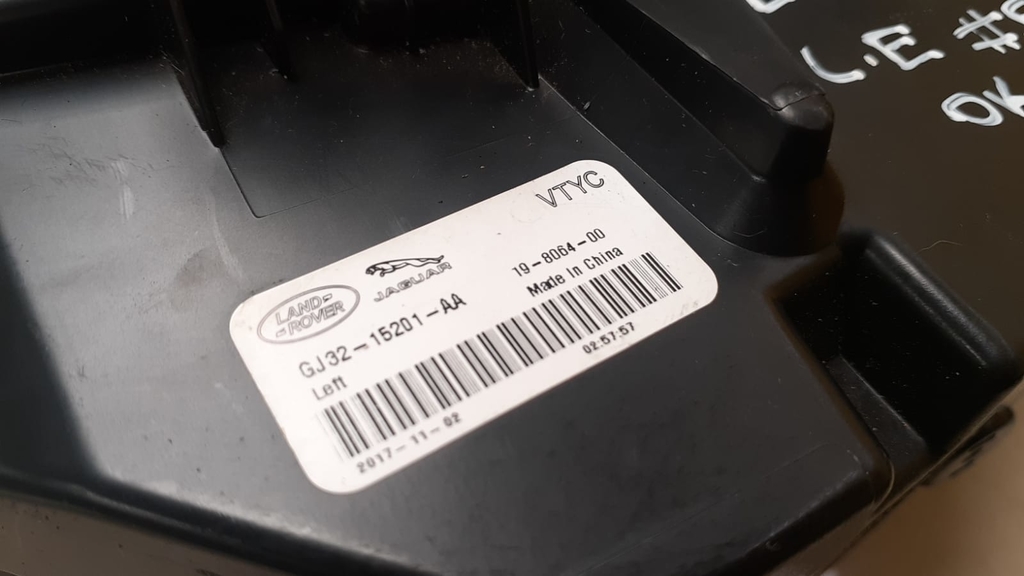 L.E #
OK
VTYC
LAND-
-ROVER
JAGUAR
19-8064-00
Made in China
GJ32-15201-AA
Left
2017-11-02
02:57:57